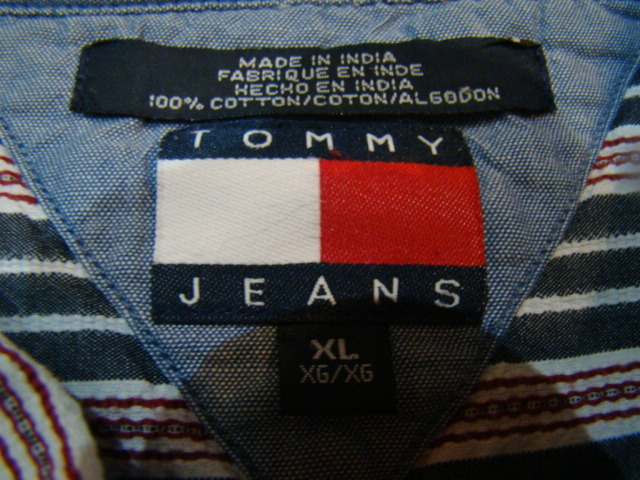 MADE IN INDIA
FABRIQUE EN INDE
HECHO EN INDIA
100% COTTON/COTON/ALGODON
TOMMY
JEANS
XL
XG/XG